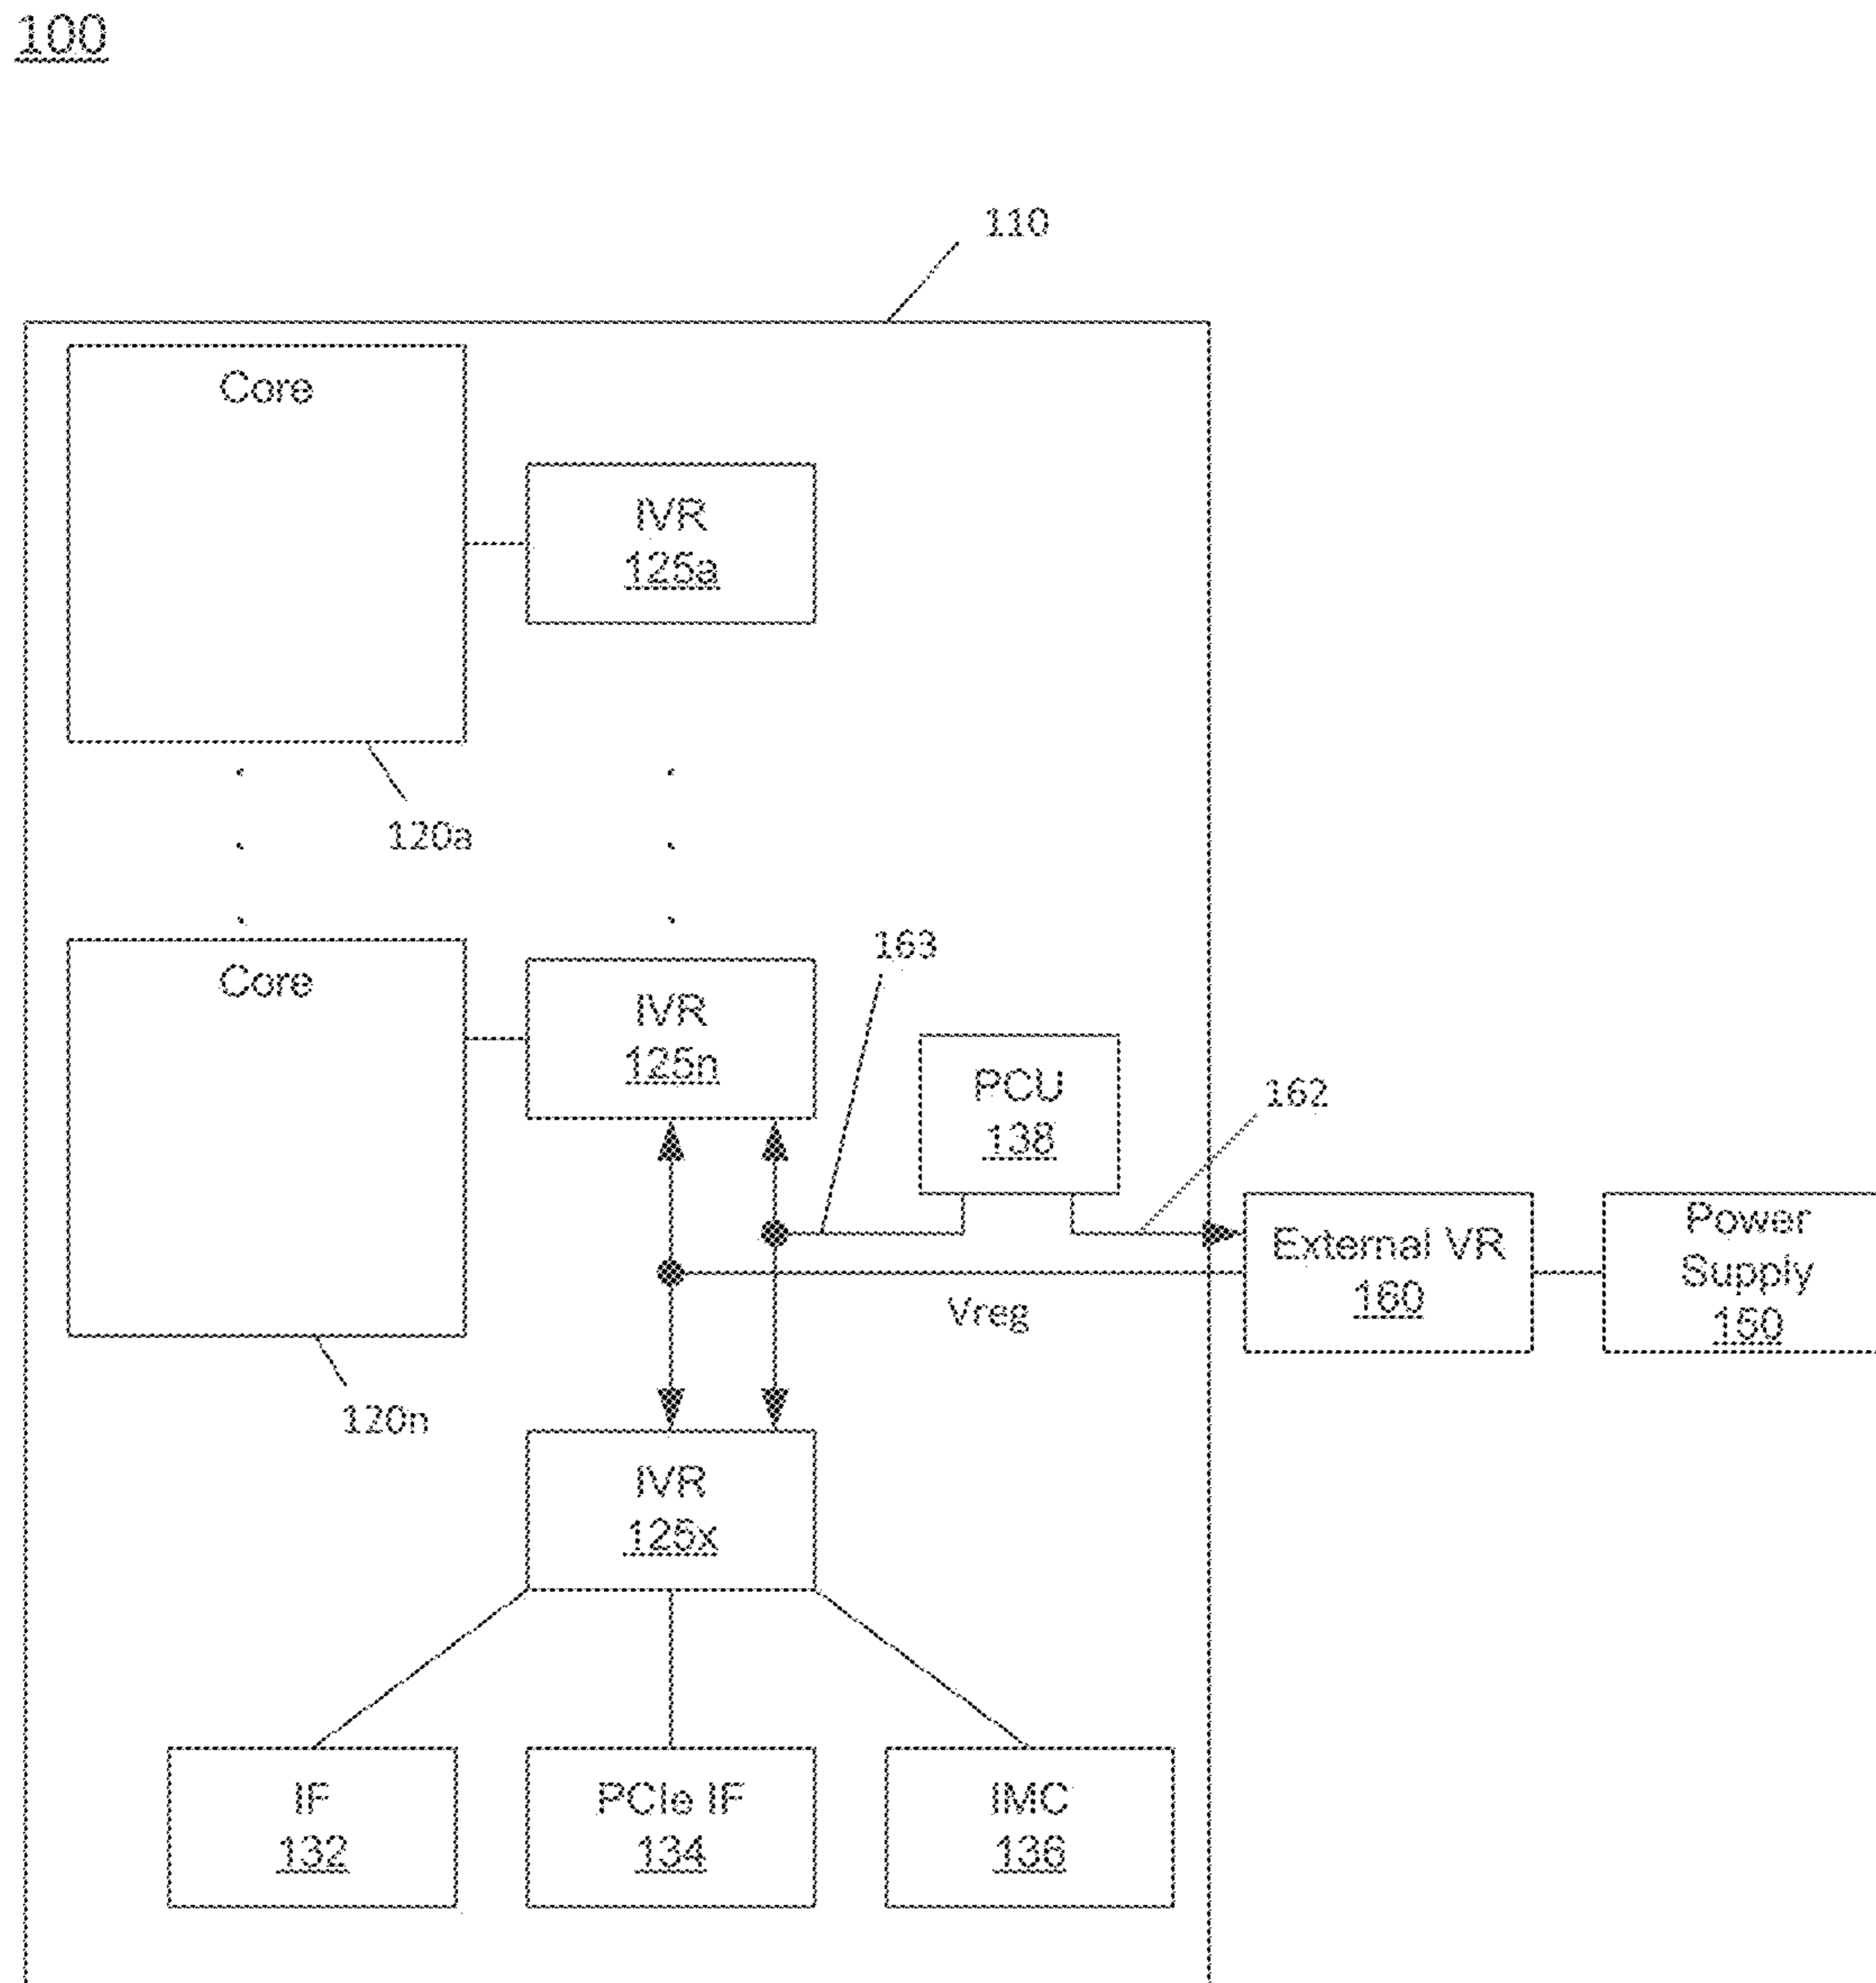 100
110
Core
IVR
125a
120a
Core
IVR
125n
163
PCU
138
162
External VR
160
Power
Supply
150
Vreg
120n
IVR
125x
IF
132
PCIe IF
134
IMC
136